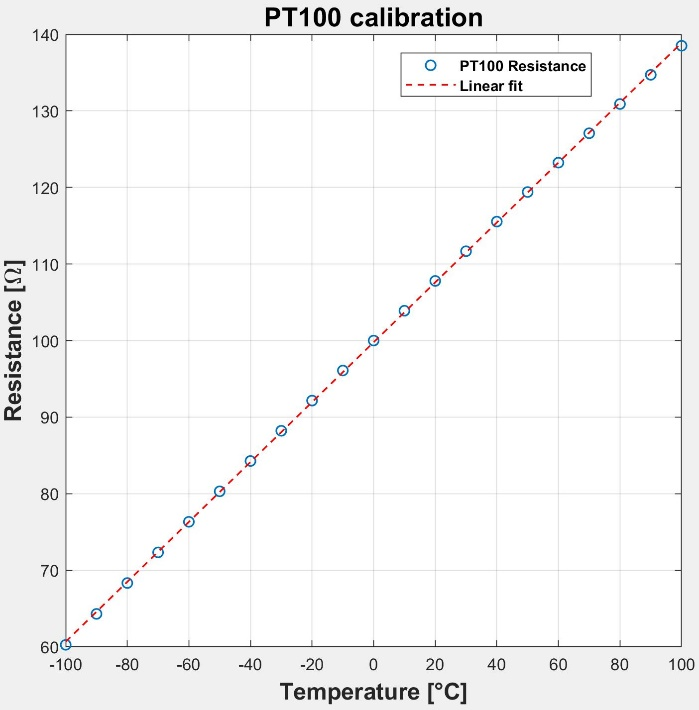 PT100 calibration
PT100 Resistance
Linear fit
140
130
120
110
100
90
80
70
60
-100 -80 -60 -40 -20 0 20 40 60 80 100
Resistance [Ω]
Temperature [°C]